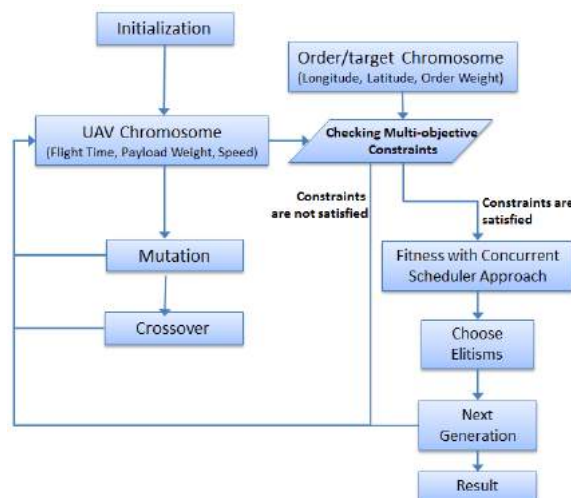 Initialization
Order/target Chromosome
(Longitude, Latitude, Order Weight)
UAV Chromosome
(Flight Time, Payload Weight, Speed)
Checking Multi-objective
Constraints
Constraints
are not satisfied
Constraints are
satisfied
Mutation
Fitness with Concurrent
Scheduler Approach
Crossover
Choose
Elitisms
Next
Generation
Result